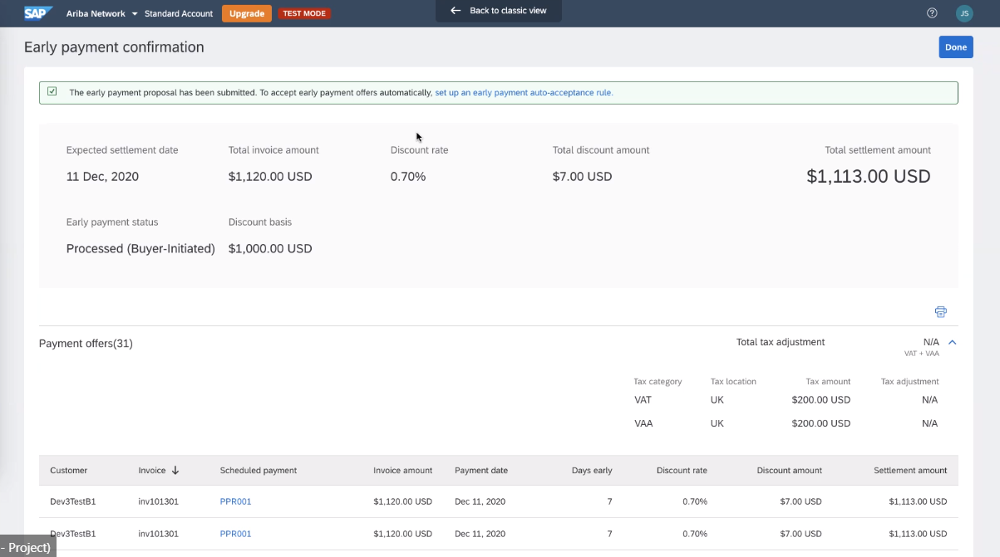 SAP Ariba Network Standard Account Upgrade TEST MODE Back to classic view JS
Early payment confirmation Done
The early payment proposal has been submitted. To accept early payment offers automatically, set up an early payment auto-acceptance rule.
Expected settlement date Total invoice amount Discount rate Total discount amount Total settlement amount
11 Dec, 2020 $1,120.00 USD 0.70% $7.00 USD $1,113.00 USD
Early payment status Discount basis
Processed (Buyer-Initiated) $1,000.00 USD
Payment offers(31) Total tax adjustment N/A
VAT + VAA
Tax category Tax location Tax amount Tax adjustment
VAT UK $200.00 USD N/A
VAA UK $200.00 USD N/A
Customer Invoice Scheduled payment Invoice amount Payment date Days early Discount rate Discount amount Settlement amount
Dev3TestB1 inv101301 PPR001 $1,120.00 USD Dec 11, 2020 7 0.70% $7.00 USD $1,113.00 USD
Dev3TestB1 inv101301 PPR001 $1,120.00 USD Dec 11, 2020 7 0.70% $7.00 USD $1,113.00 USD
- Project)